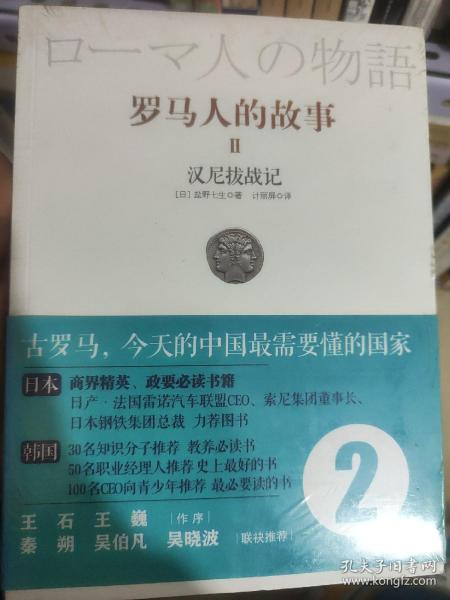 ローマ人の物語
罗马人的故事
II
汉尼拔战记
[日]盐野七生◎著 计丽屏◎译
古罗马，今天的中国最需要懂的国家
日本 商界精英、政要必读书籍
日产·法国雷诺汽车联盟CEO、索尼集团董事长、
日本钢铁集团总裁 力荐图书
韩国 30名知识分子推荐 教养必读书
50名职业经理人推荐 史上最好的书
100名CEO向青少年推荐 最必要读的书
2
王石 王巍 |作序|
秦朔 吴伯凡 吴晓波 |联袂推荐|
孔夫子旧书网
www.kongfz.com